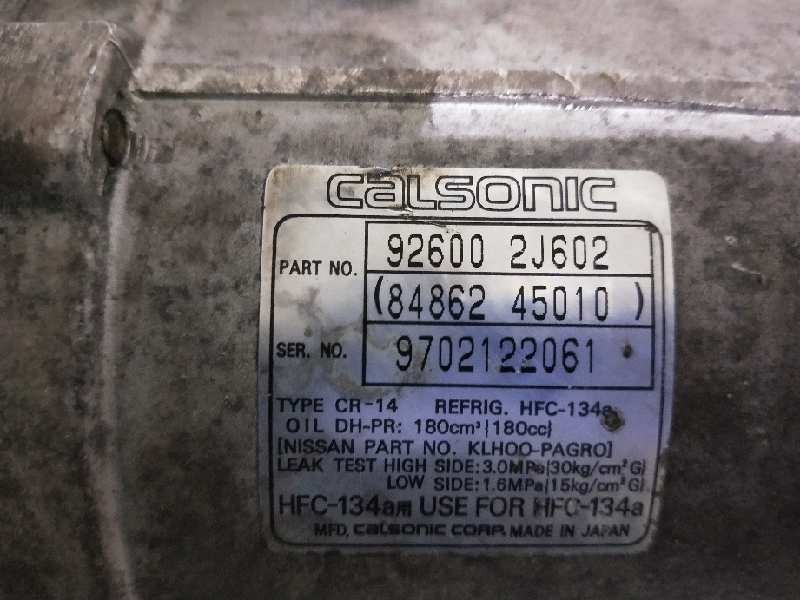 CALSONIC
PART NO. 92600 2J602
(84862 45010 )
SER. NO. 9702122061
TYPE CR-14 REFRIG. HFC-134a
OIL DH-PR: 180cm³{180cc}
[NISSAN PART NO. KLH00-PAGR0]
LEAK TEST HIGH SIDE: 3.0MPa{30kg/cm²G}
LOW SIDE: 1.6MPa{15kg/cm²G}
HFC-134a用 USE FOR HFC-134a
MFD. CALSONIC CORP. MADE IN JAPAN